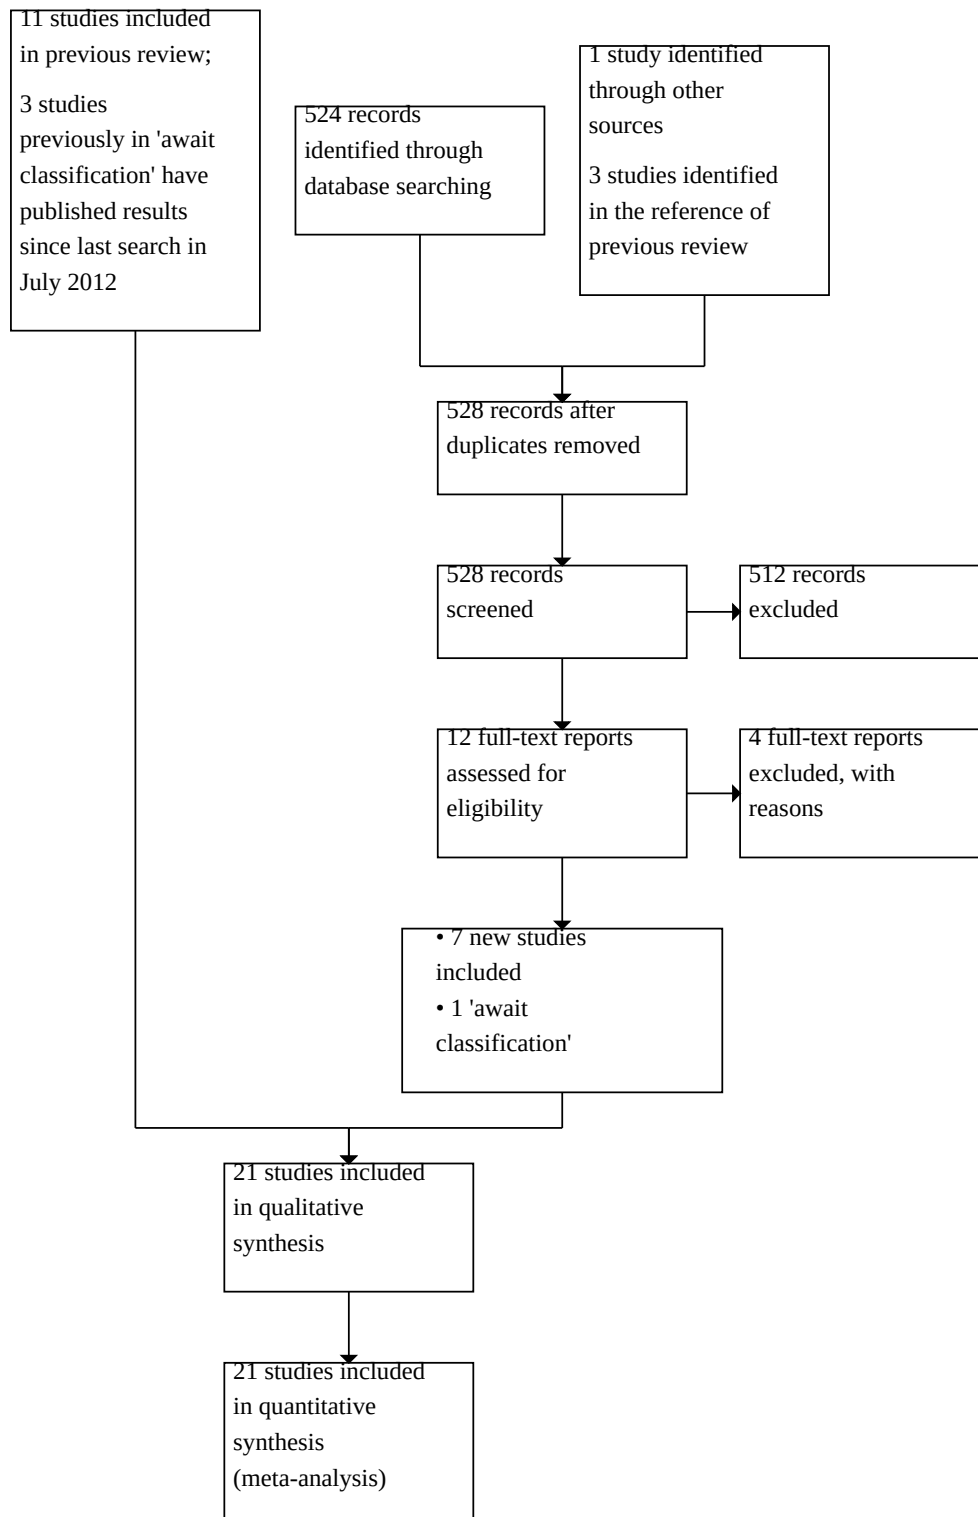 11 studies included
in previous review;
3 studies
previously in 'await
classification' have
published results
since last search in
July 2012
524 records
identified through
database searching
1 study identified
through other
sources
3 studies identified
in the reference of
previous review
528 records after
duplicates removed
528 records
screened
512 records
excluded
12 full-text reports
assessed for
eligibility
4 full-text reports
excluded, with
reasons
• 7 new studies
included
• 1 'await
classification'
21 studies included
in qualitative
synthesis
21 studies included
in quantitative
synthesis
(meta-analysis)